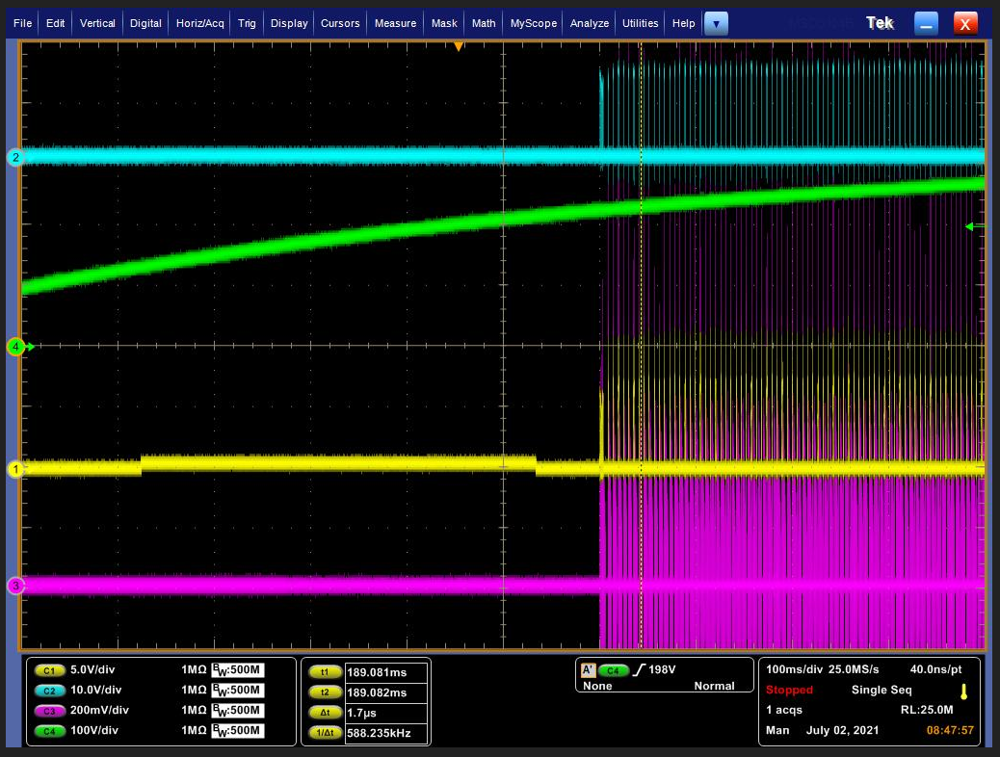 File Edit Vertical Digital Horiz/Acq Trig Display Cursors Measure Mask Math MyScope Analyze Utilities Help Tek X
2
4
1
3
C1 5.0V/div 1MΩ BW:500M
C2 10.0V/div 1MΩ BW:500M
C3 200mV/div 1MΩ BW:500M
C4 100V/div 1MΩ BW:500M
t1 189.081ms
t2 189.082ms
Δt 1.7µs
1/Δt 588.235kHz
A' C4 198V
None Normal
100ms/div 25.0MS/s 40.0ns/pt
Stopped Single Seq
1 acqs RL:25.0M
Man July 02, 2021 08:47:57